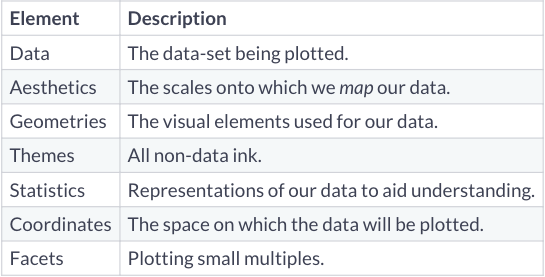 Element Description
Data The data-set being plotted.
Aesthetics The scales onto which we map our data.
Geometries The visual elements used for our data.
Themes All non-data ink.
Statistics Representations of our data to aid understanding.
Coordinates The space on which the data will be plotted.
Facets Plotting small multiples.